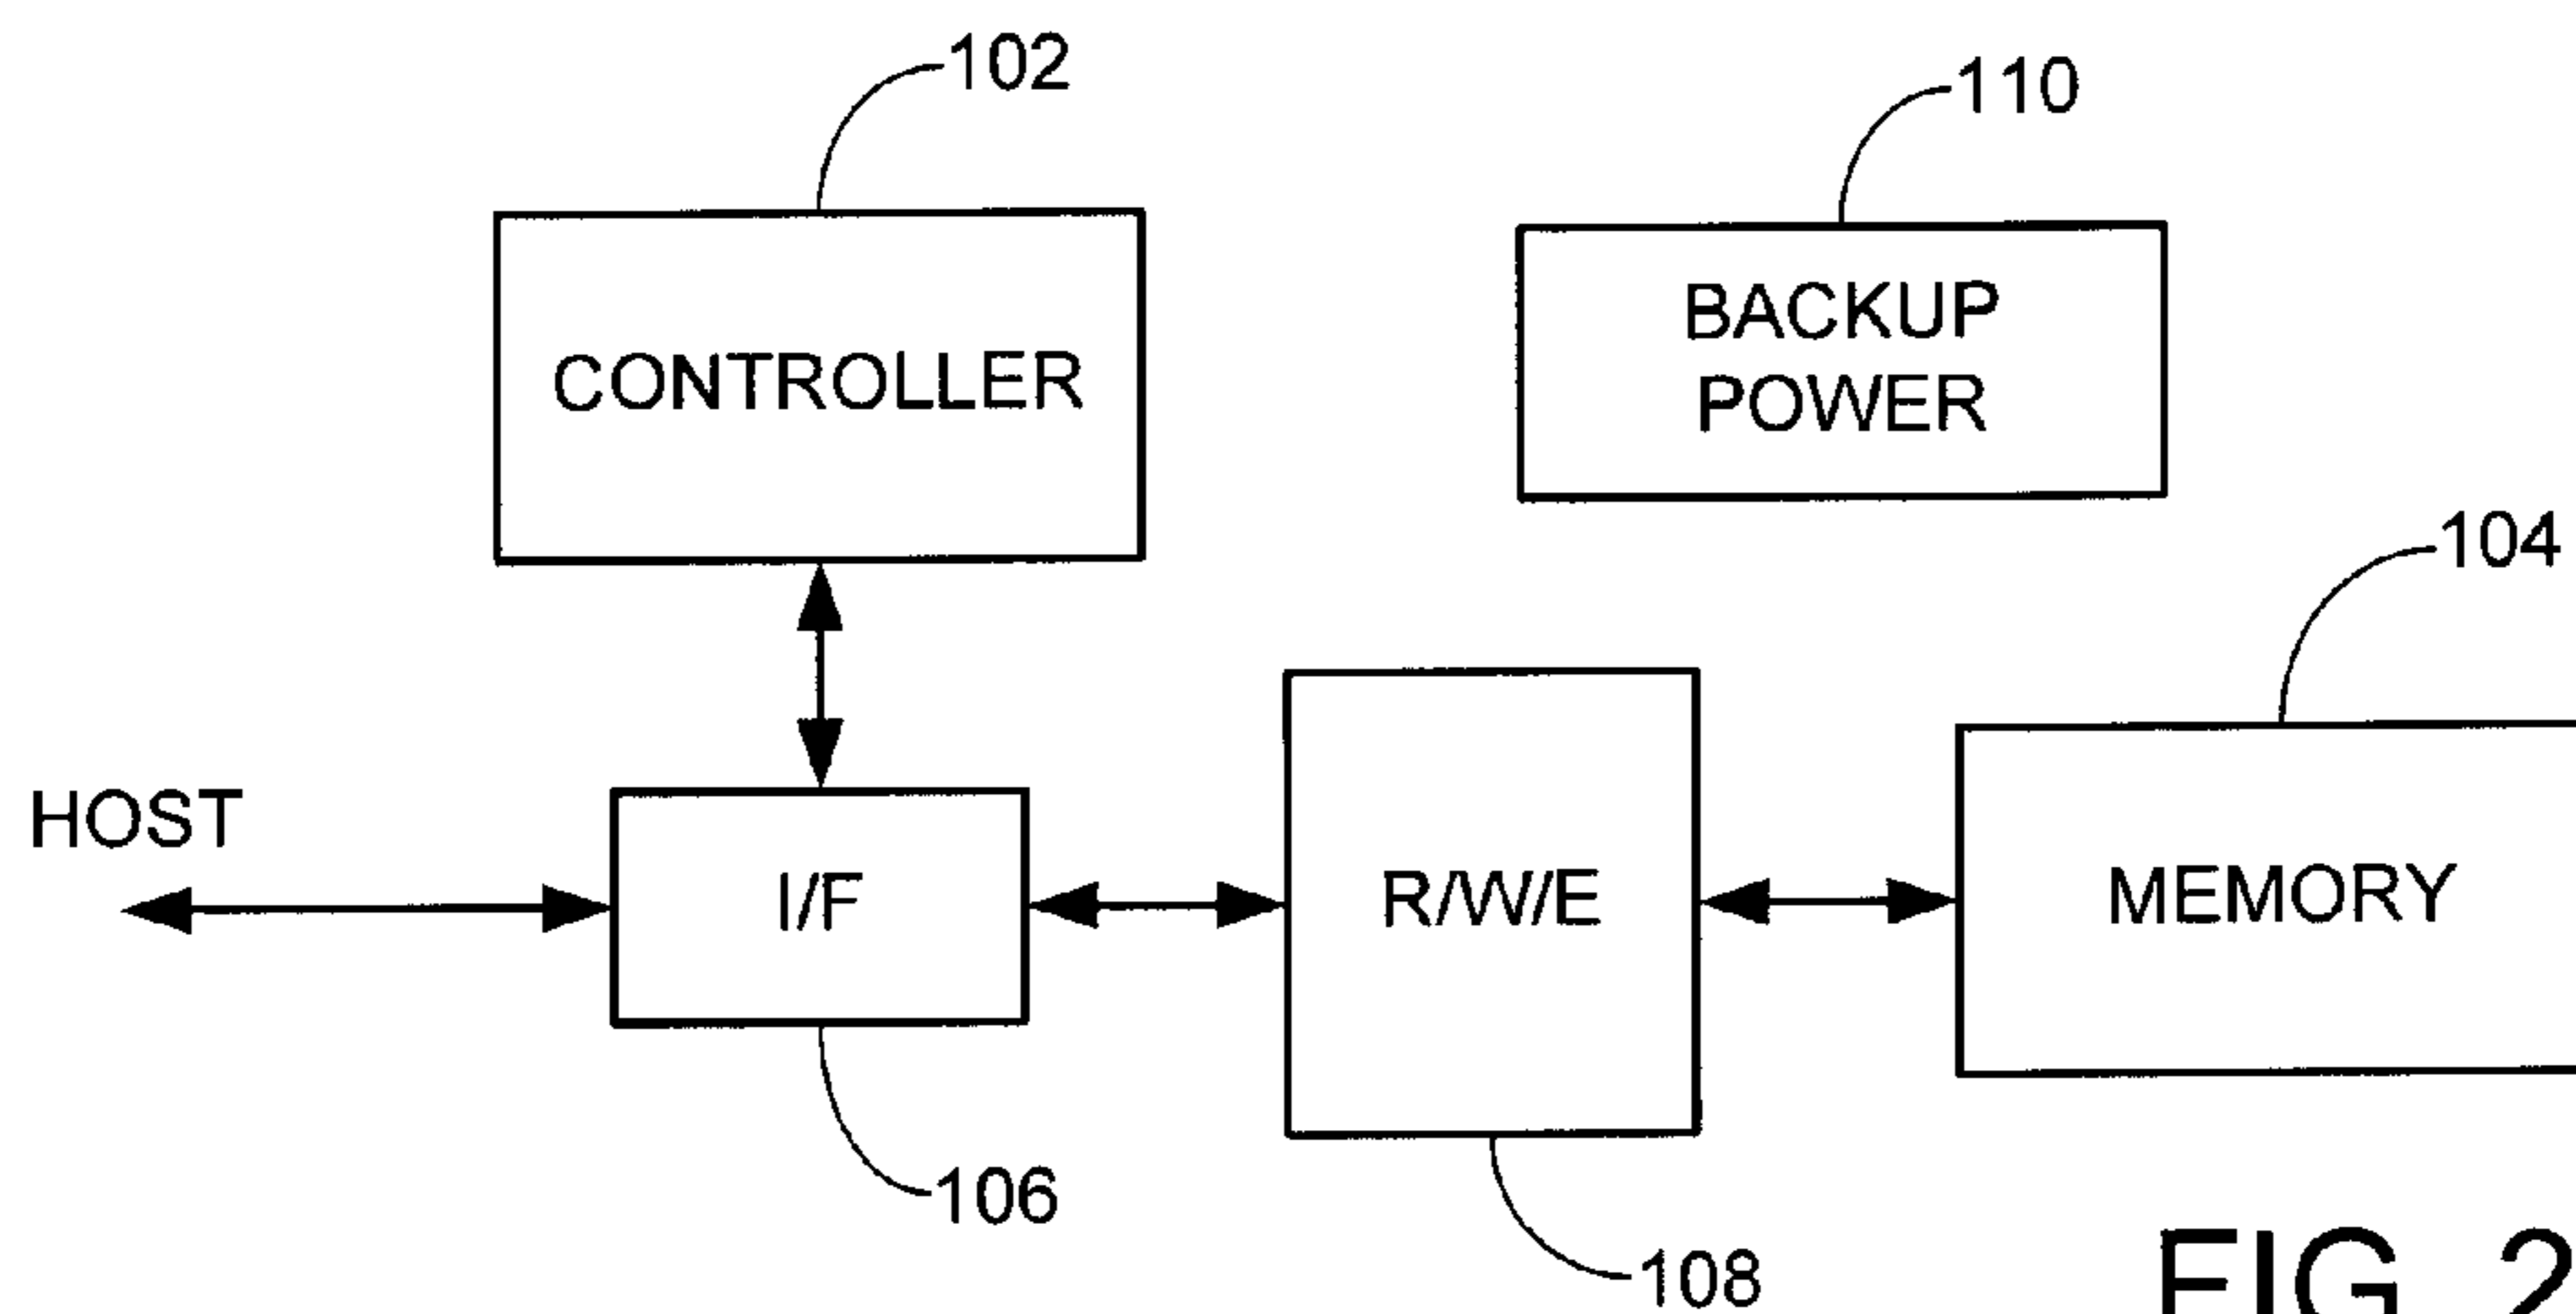 102
110
CONTROLLER
BACKUP
POWER
104
HOST
I/F
R/W/E
MEMORY
106
108
FIG. 2